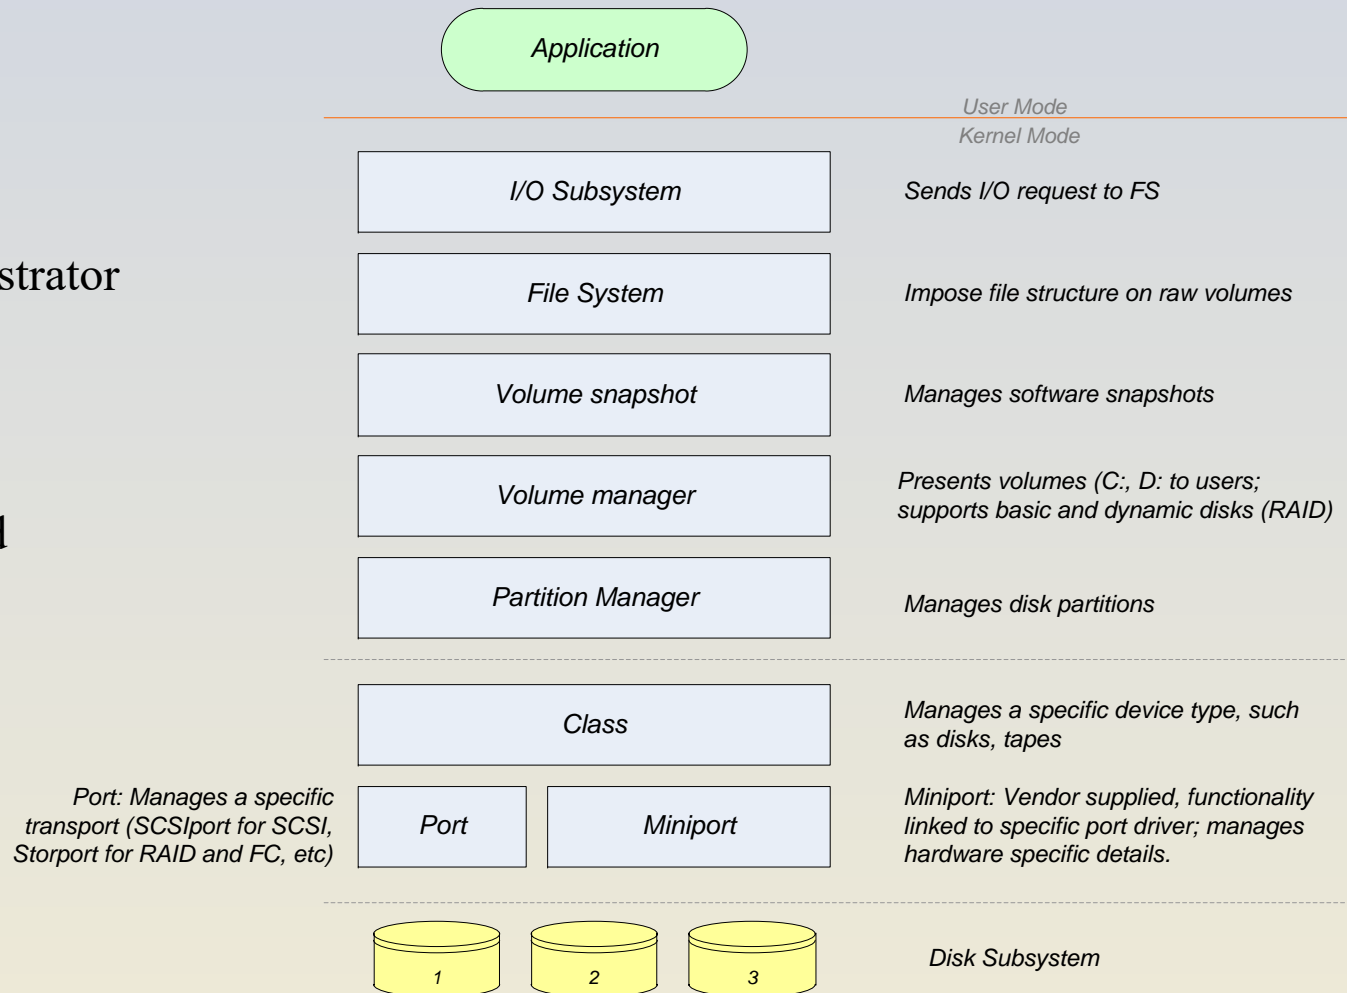 Application
User Mode
Kernel Mode
I/O Subsystem
Sends I/O request to FS
strator
File System
Impose file structure on raw volumes
Volume snapshot
Manages software snapshots
Volume manager
Presents volumes (C:, D: to users;
supports basic and dynamic disks (RAID)
d
Partition Manager
Manages disk partitions
Class
Manages a specific device type, such
as disks, tapes
Port: Manages a specific
transport (SCSIport for SCSI,
Storport for RAID and FC, etc)
Port
Miniport
Miniport: Vendor supplied, functionality
linked to specific port driver; manages
hardware specific details.
1
2
3
Disk Subsystem